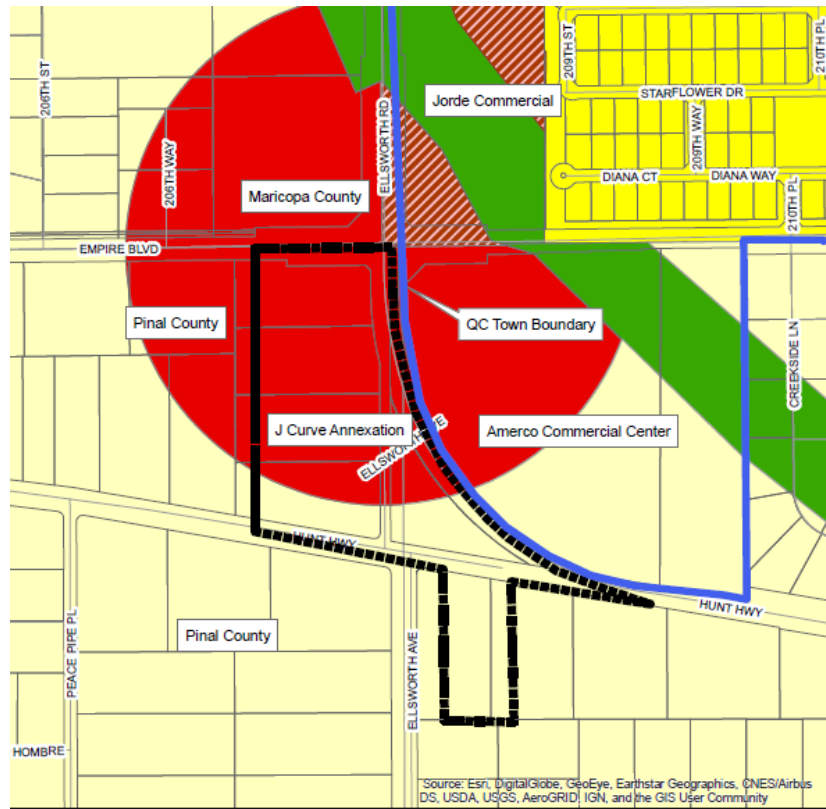 206TH ST
209TH ST
210TH PL
ELLSWORTH RD
Jorde Commercial
STARFLOWER DR
209TH WAY
206TH WAY
DIANA CT
DIANA WAY
Maricopa County
210TH PL
EMPIRE BLVD
Pinal County
QC Town Boundary
CREEKSIDE LN
J Curve Annexation
Amerco Commercial Center
ELLSWORTH AVE
HUNT HWY
HUNT HWY
Pinal County
PEACE PIPE PL
ELLSWORTH AVE
HOMBRE
Source: Esri, DigitalGlobe, GeoEye, Earthstar Geographics, CNES/Airbus
DS, USDA, USGS, AeroGRID, IGN, and the GIS User Community